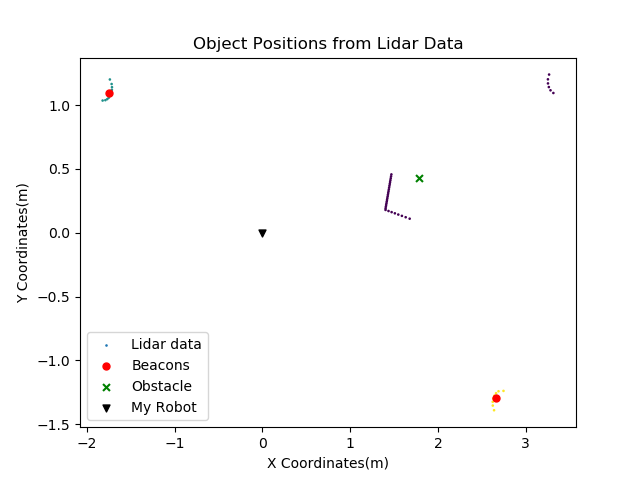 Object Positions from Lidar Data
Y Coordinates(m)
1.0
0.5
0.0
−0.5
−1.0
−1.5
Lidar data
Beacons
Obstacle
My Robot
−2
−1
0
1
2
3
X Coordinates(m)